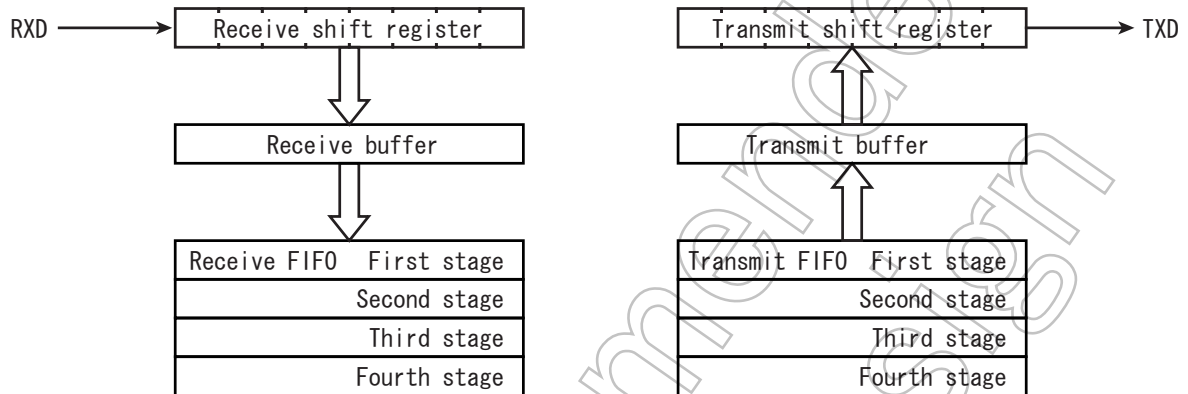 RXD
Receive shift register
Receive buffer
Receive FIFO First stage
Second stage
Third stage
Fourth stage
Transmit shift register
TXD
Transmit buffer
Transmit FIFO First stage
Second stage
Third stage
Fourth stage